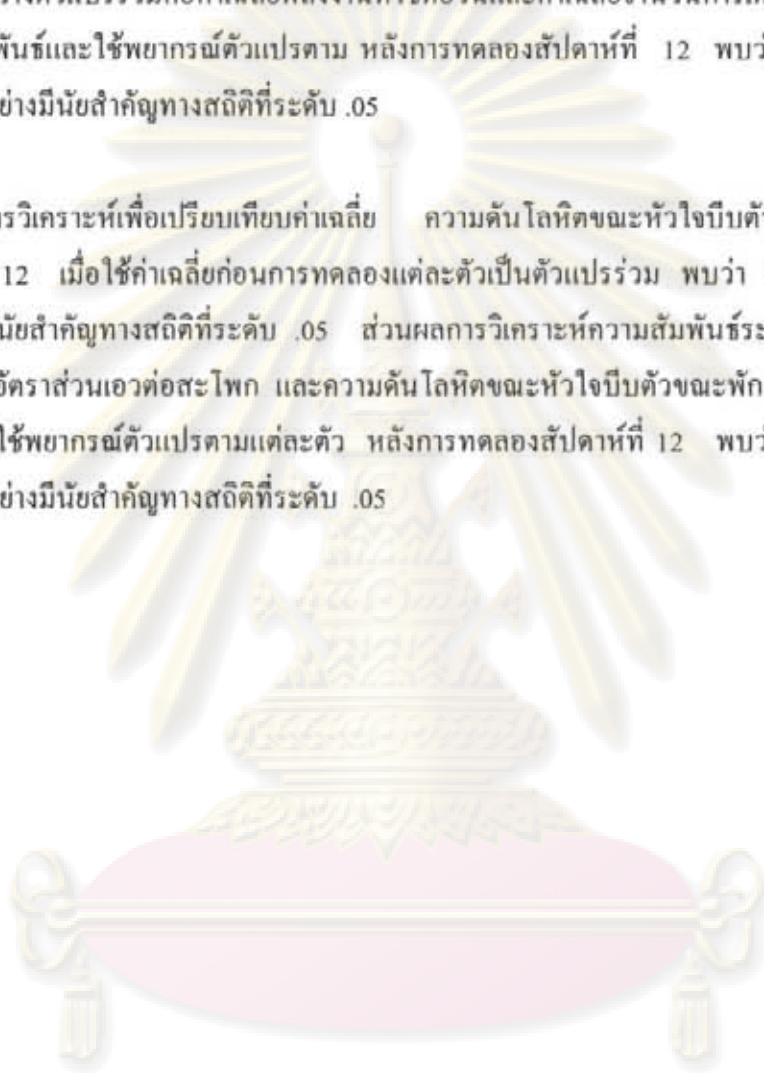 พันธ์และใช้พยากรณ์ตัวแปรตาม หลังการทดลองสัปดาห์ที่ 12 พบว่
ย่างมีนัยสำคัญทางสถิติที่ระดับ .05
รวิเคราะห์เพื่อเปรียบเทียบค่าเฉลี่ย ความดันโลหิตขณะหัวใจบีบตั
12 เมื่อใช้ค่าเฉลี่ยก่อนการทดลองแต่ละตัวเป็นตัวแปรร่วม พบว่า
นัยสำคัญทางสถิติที่ระดับ .05 ส่วนผลการวิเคราะห์ความสัมพันธ์ระ
อัตราส่วนเอวต่อสะโพก และความดันโลหิตขณะหัวใจบีบตัวขณะพัก
ใช้พยากรณ์ตัวแปรตามแต่ละตัว หลังการทดลองสัปดาห์ที่ 12 พบว่
ย่างมีนัยสำคัญทางสถิติที่ระดับ .05